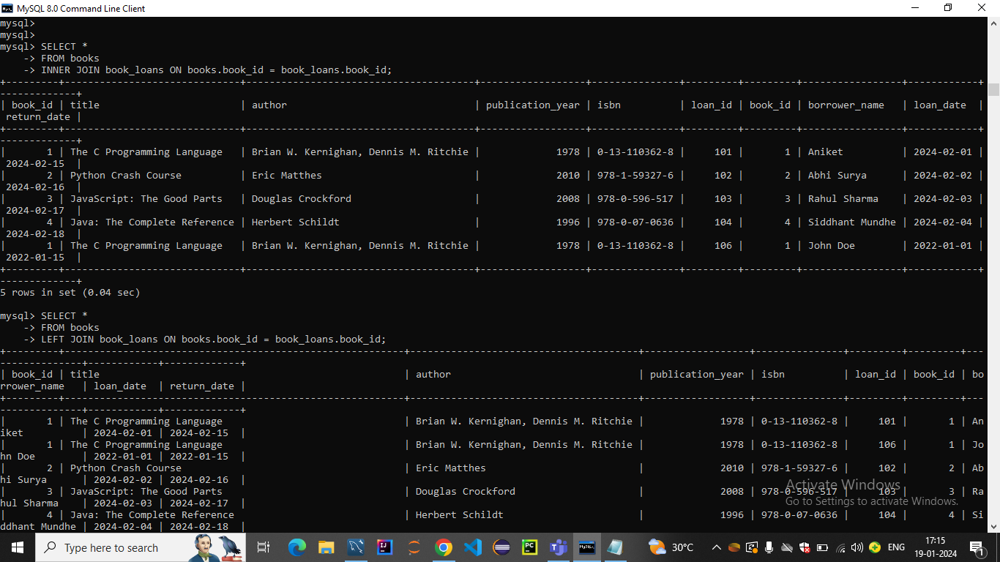 MySQL 8.0 Command Line Client
mysql>
mysql>
mysql> SELECT *
    -> FROM books
    -> INNER JOIN book_loans ON books.book_id = book_loans.book_id;
+---------+------------------------------+---------------------------------------+------------------+---------------+---------+---------+-----------------+------------+
-------------+
| book_id | title                        | author                                | publication_year | isbn          | loan_id | book_id | borrower_name   | loan_date  |
 return_date |
+---------+------------------------------+---------------------------------------+------------------+---------------+---------+---------+-----------------+------------+
-------------+
|       1 | The C Programming Language   | Brian W. Kernighan, Dennis M. Ritchie |             1978 | 0-13-110362-8 |     101 |       1 | Aniket          | 2024-02-01 |
 2024-02-15  |
|       2 | Python Crash Course          | Eric Matthes                          |             2010 | 978-1-59327-6 |     102 |       2 | Abhi Surya      | 2024-02-02 |
 2024-02-16  |
|       3 | JavaScript: The Good Parts   | Douglas Crockford                     |             2008 | 978-0-596-517 |     103 |       3 | Rahul Sharma    | 2024-02-03 |
 2024-02-17  |
|       4 | Java: The Complete Reference | Herbert Schildt                       |             1996 | 978-0-07-0636 |     104 |       4 | Siddhant Mundhe | 2024-02-04 |
 2024-02-18  |
|       1 | The C Programming Language   | Brian W. Kernighan, Dennis M. Ritchie |             1978 | 0-13-110362-8 |     106 |       1 | John Doe        | 2022-01-01 |
 2022-01-15  |
+---------+------------------------------+---------------------------------------+------------------+---------------+---------+---------+-----------------+------------+
-------------+
5 rows in set (0.04 sec)
mysql> SELECT *
    -> FROM books
    -> LEFT JOIN book_loans ON books.book_id = book_loans.book_id;
+---------+----------------------------------------------------------+---------------------------------------+------------------+---------------+---------+---------+---
--------------+------------+-------------+
| book_id | title                                                    | author                                | publication_year | isbn          | loan_id | book_id | bo
rrower_name   | loan_date  | return_date |
+---------+----------------------------------------------------------+---------------------------------------+------------------+---------------+---------+---------+---
--------------+------------+-------------+
|       1 | The C Programming Language                               | Brian W. Kernighan, Dennis M. Ritchie |             1978 | 0-13-110362-8 |     101 |       1 | An
iket          | 2024-02-01 | 2024-02-15  |
|       1 | The C Programming Language                               | Brian W. Kernighan, Dennis M. Ritchie |             1978 | 0-13-110362-8 |     106 |       1 | Jo
hn Doe        | 2022-01-01 | 2022-01-15  |
|       2 | Python Crash Course                                      | Eric Matthes                          |             2010 | 978-1-59327-6 |     102 |       2 | Ab
hi Surya      | 2024-02-02 | 2024-02-16  |
|       3 | JavaScript: The Good Parts                               | Douglas Crockford                     |             2008 | 978-0-596-517 |     103 |       3 | Ra
hul Sharma    | 2024-02-03 | 2024-02-17  |
|       4 | Java: The Complete Reference                             | Herbert Schildt                       |             1996 | 978-0-07-0636 |     104 |       4 | Si
ddhant Mundhe | 2024-02-04 | 2024-02-18  |
Activate Windows
Go to Settings to activate Windows.
Type here to search
30°C
ENG
17:15
19-01-2024
1